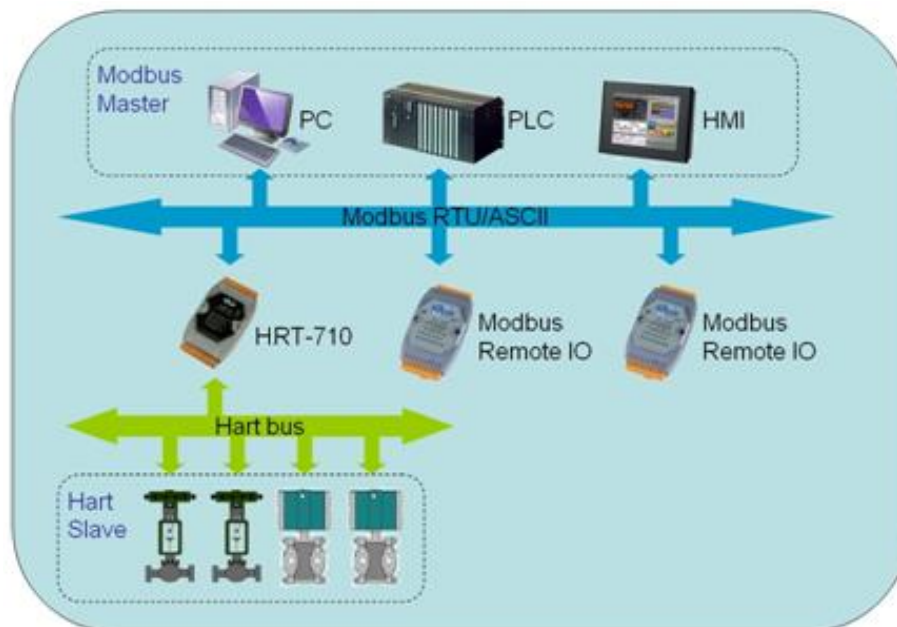 Modbus
Master
PC
PLC
HMI
Modbus RTU/ASCII
HRT-710
Modbus
Remote IO
Modbus
Remote IO
Hart bus
Hart
Slave